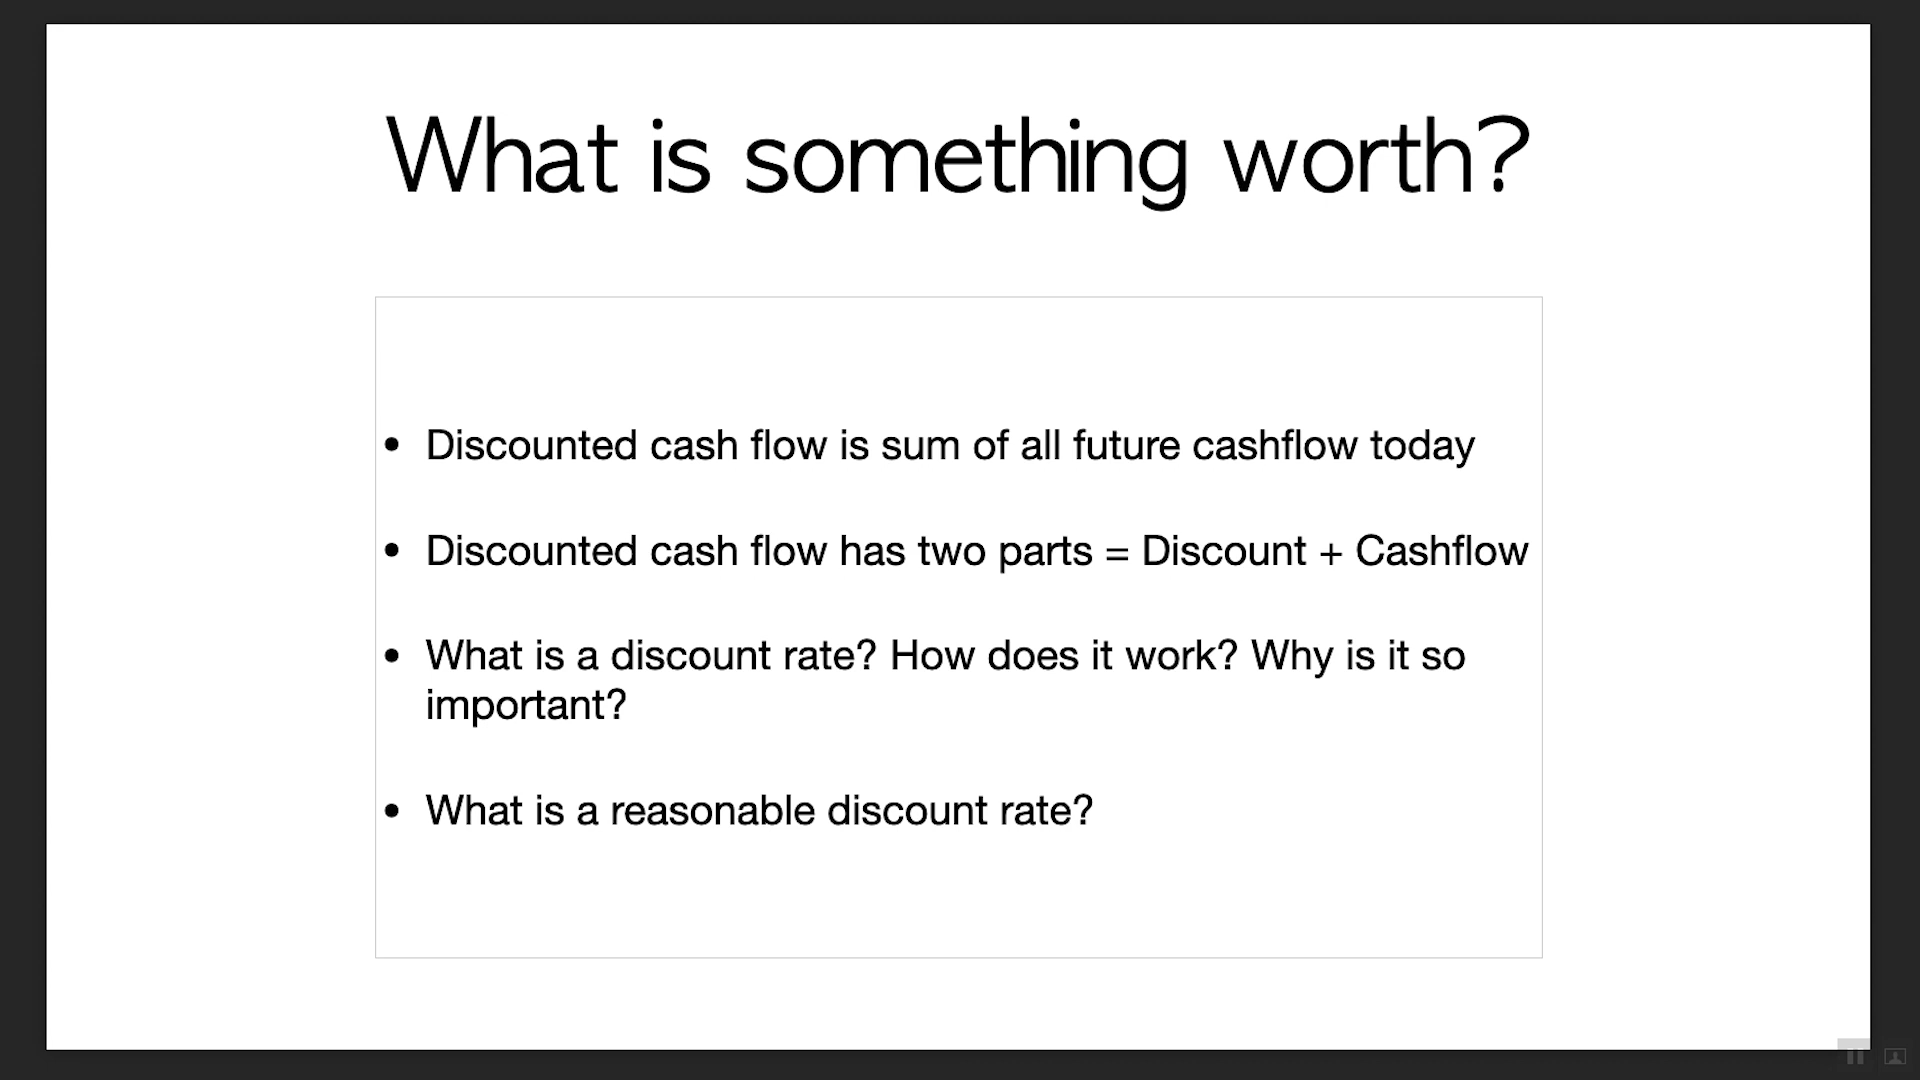 What is something worth?
• Discounted cash flow is sum of all future cashflow today
• Discounted cash flow has two parts = Discount + Cashflow
• What is a discount rate? How does it work? Why is it so
important?
• What is a reasonable discount rate?